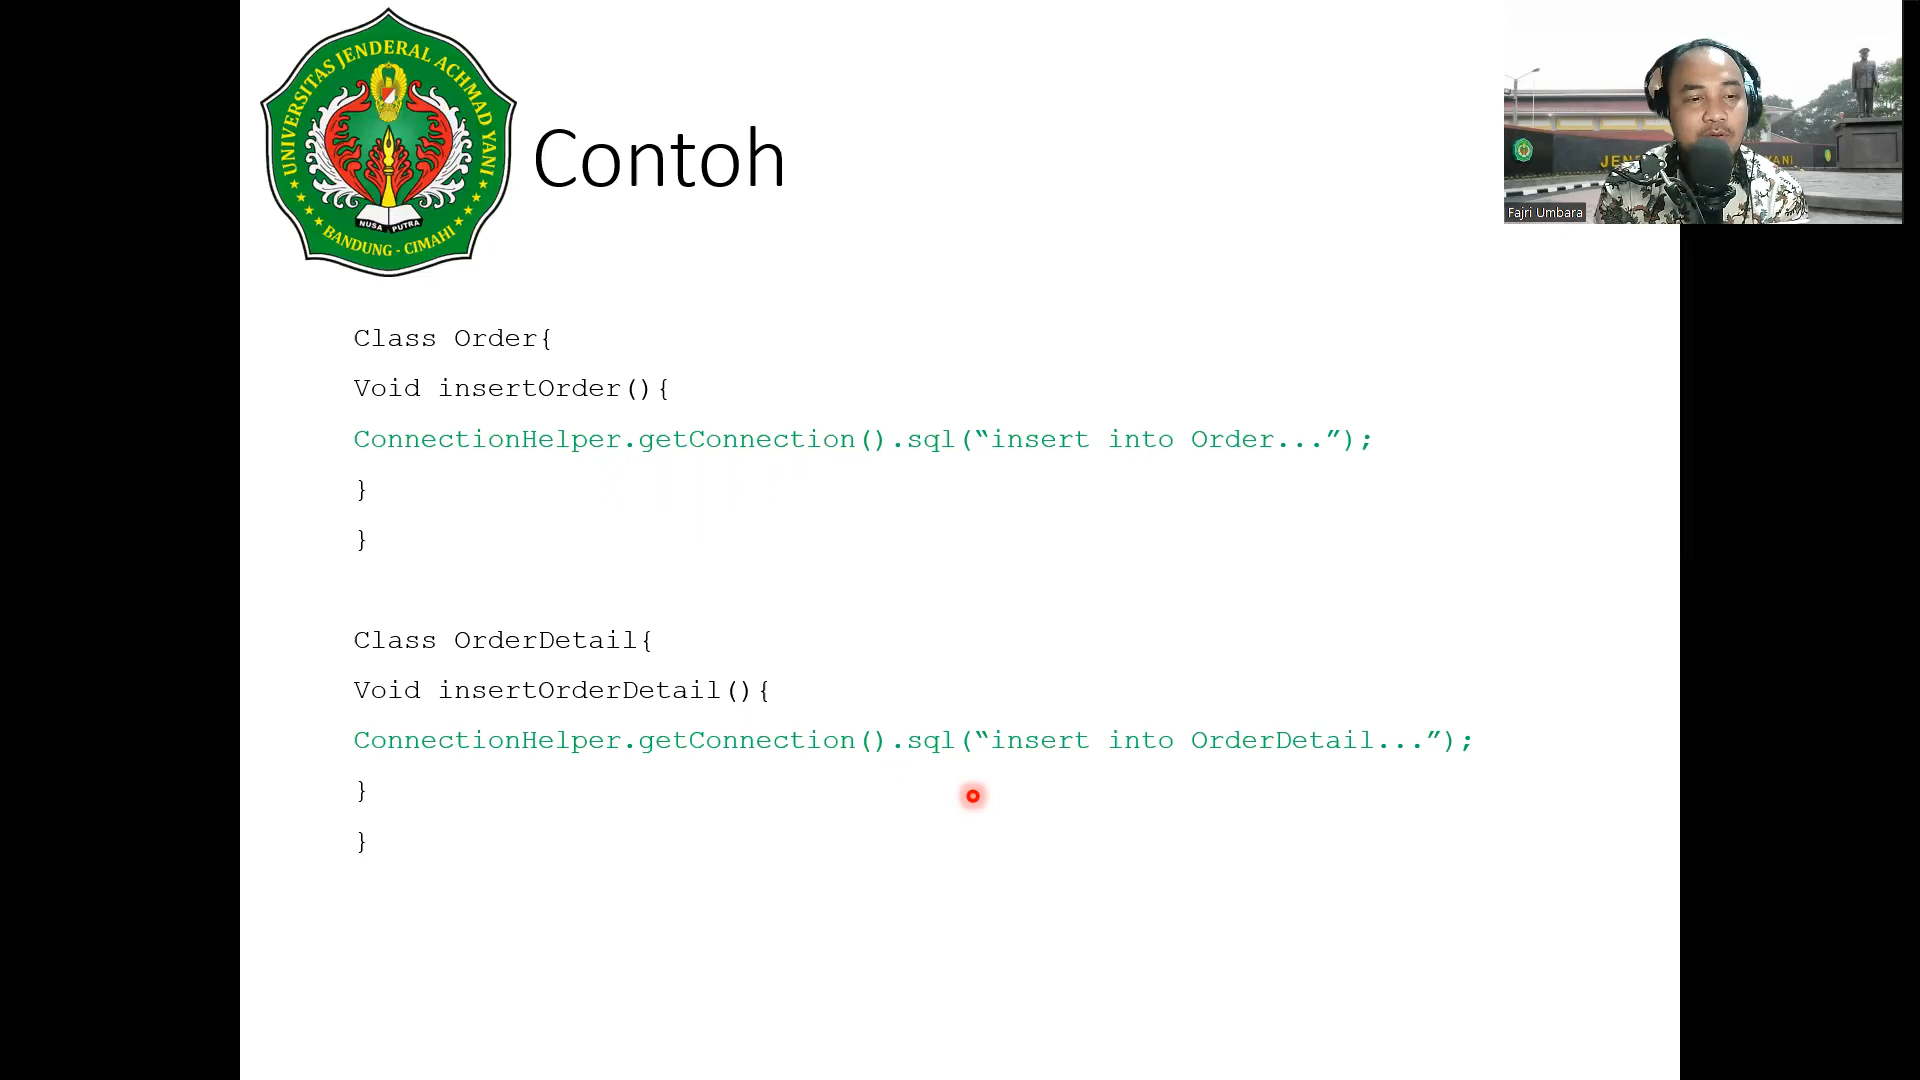 UNIVERSITAS JENDERAL ACHMAD YANI
NUSA PUTRA
BANDUNG - CIMAHI
Contoh
Fajri Umbara
Class Order{
Void insertOrder(){
ConnectionHelper.getConnection().sql(“insert into Order...”);
}
}
Class OrderDetail{
Void insertOrderDetail(){
ConnectionHelper.getConnection().sql(“insert into OrderDetail...”);
}
}